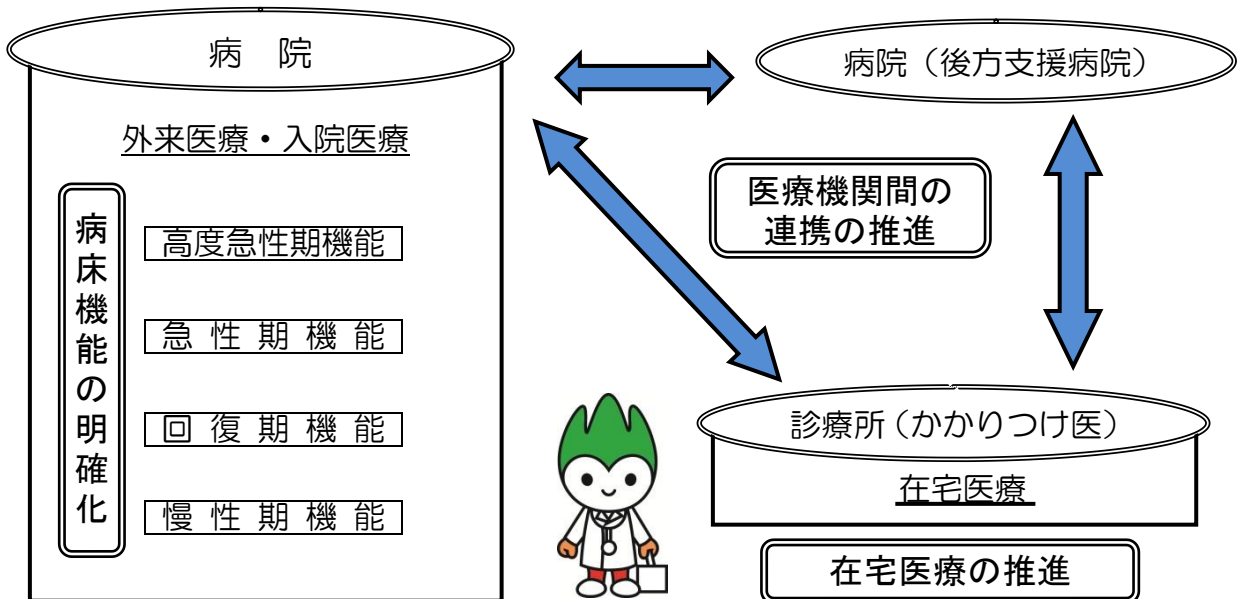 病　院
外来医療・入院医療
病床機能の明確化
高度急性期機能
急 性 期 機 能
回 復 期 機 能
慢 性 期 機 能
病院（後方支援病院）
医療機関間の
連携の推進
診療所（かかりつけ医）
在宅医療
在宅医療の推進